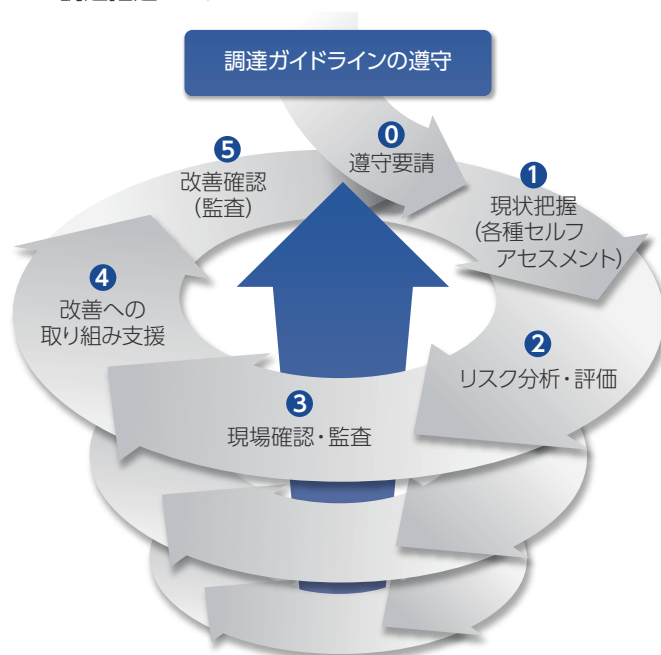 調達ガイドラインの遵守
0
遵守要請
1
現状把握
(各種セルフ
アセスメント)
2
リスク分析・評価
3
現場確認・監査
4
改善への
取り組み支援
5
改善確認
(監査)